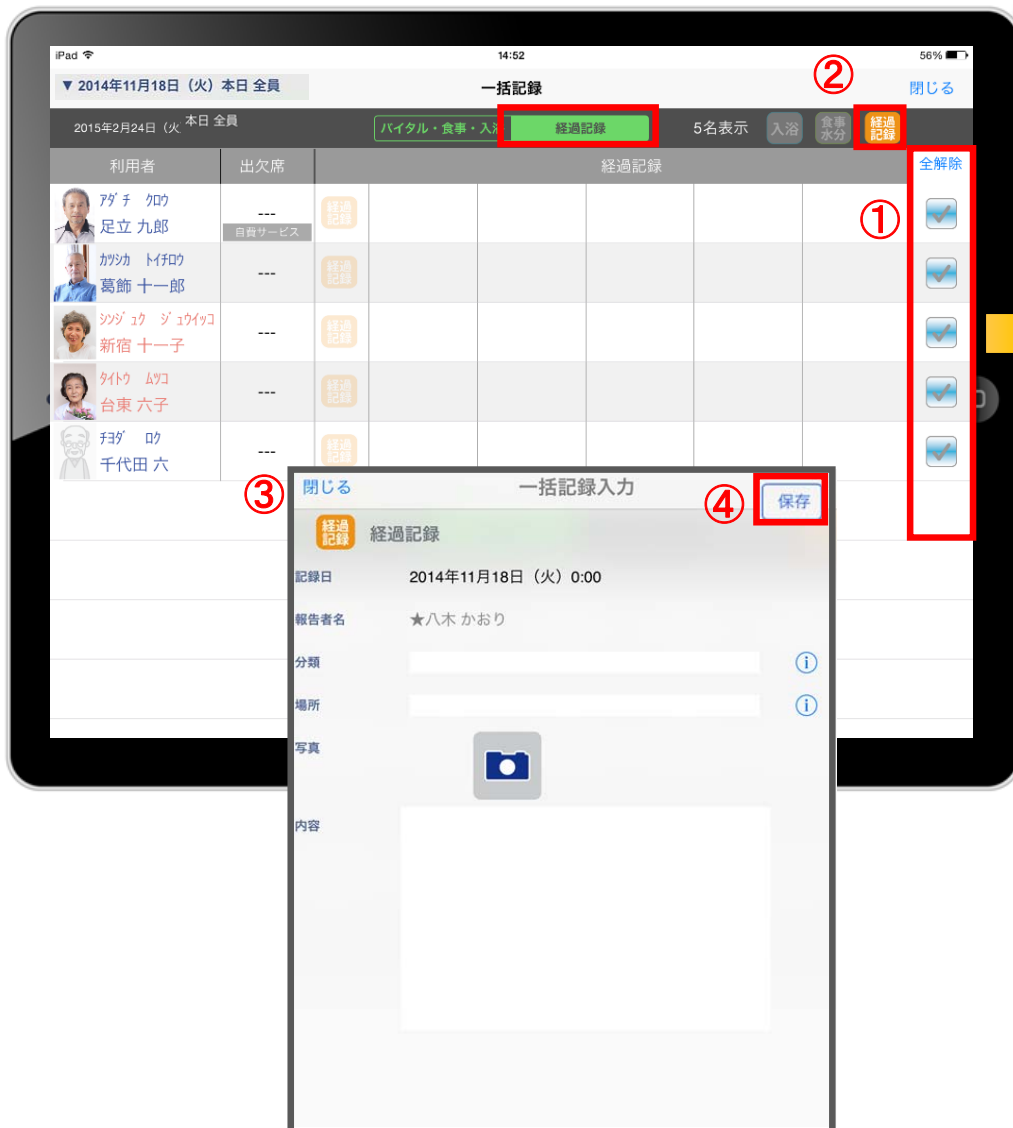 iPad 14:52 56%
▼ 2014年11月18日（火）本日 全員 一括記録 ② 閉じる
2015年2月24日（火 本日 全員 バイタル・食事・入浴 経過記録 5名表示 入浴 食事水分 経過記録
利用者 出欠席 経過記録 全解除
ｱﾀﾞﾁ ｸﾛｳ
足立 九郎 --- 自費サービス 経過記録 ①
ｶﾂｼｶ ﾄｲﾁﾛｳ
葛飾 十一郎 --- 経過記録
ｼﾝｼﾞｭｸ ｼﾞｭｳｲｯｺ
新宿 十一子 --- 経過記録
ﾀｲﾄｳ ﾑﾂｺ
台東 六子 --- 経過記録
ﾁﾖﾀﾞ ﾛｸ
千代田 六 --- 経過記録
③ 閉じる 一括記録入力 ④ 保存
経過記録 経過記録
記録日 2014年11月18日（火）0:00
報告者名 ★八木 かおり
分類
場所
写真
内容